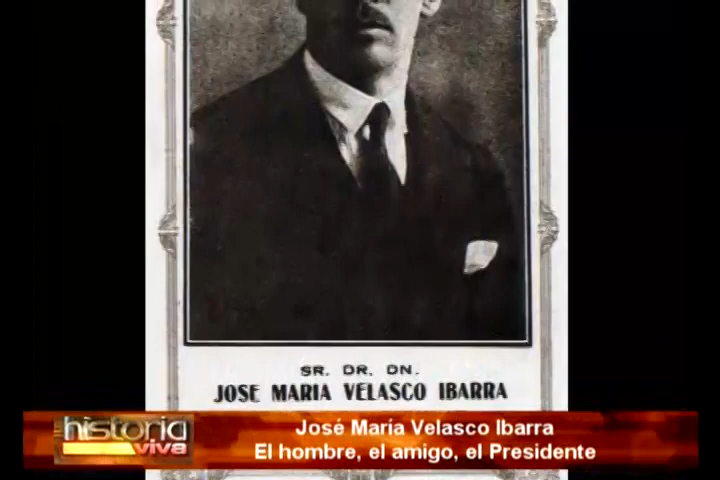 SR. DR. DN.
JOSE MARIA VELASCO IBARRA
historia
viva
José María Velasco Ibarra
El hombre, el amigo, el Presidente